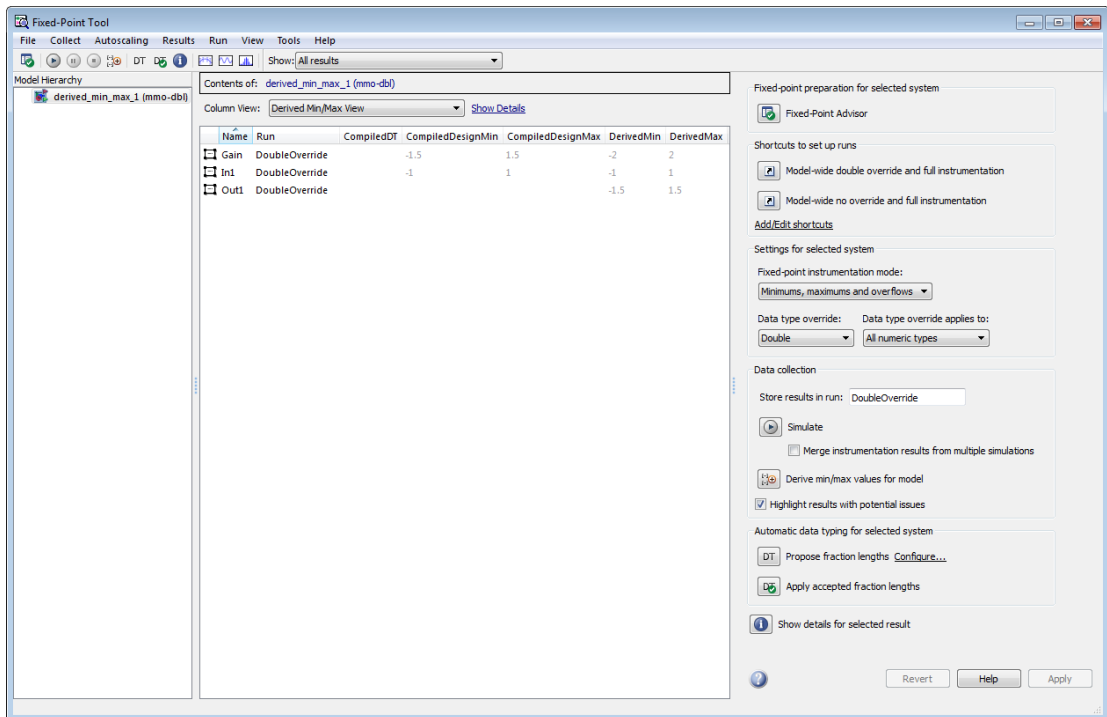 Fixed-Point Tool
File Collect Autoscaling Results Run View Tools Help
DT Show: All results
Model Hierarchy
derived_min_max_1 (mmo-dbl)
Contents of: derived_min_max_1 (mmo-dbl)
Column View: Derived Min/Max View Show Details
Name Run CompiledDT CompiledDesignMin CompiledDesignMax DerivedMin DerivedMax
Gain DoubleOverride -1.5 1.5 -2 2
In1 DoubleOverride -1 1 -1 1
Out1 DoubleOverride -1.5 1.5
Fixed-point preparation for selected system
Fixed-Point Advisor
Shortcuts to set up runs
Model-wide double override and full instrumentation
Model-wide no override and full instrumentation
Add/Edit shortcuts
Settings for selected system
Fixed-point instrumentation mode:
Minimums, maximums and overflows
Data type override: Data type override applies to:
Double All numeric types
Data collection
Store results in run: DoubleOverride
Simulate
Merge instrumentation results from multiple simulations
Derive min/max values for model
Highlight results with potential issues
Automatic data typing for selected system
DT Propose fraction lengths Configure...
Apply accepted fraction lengths
Show details for selected result
Revert Help Apply